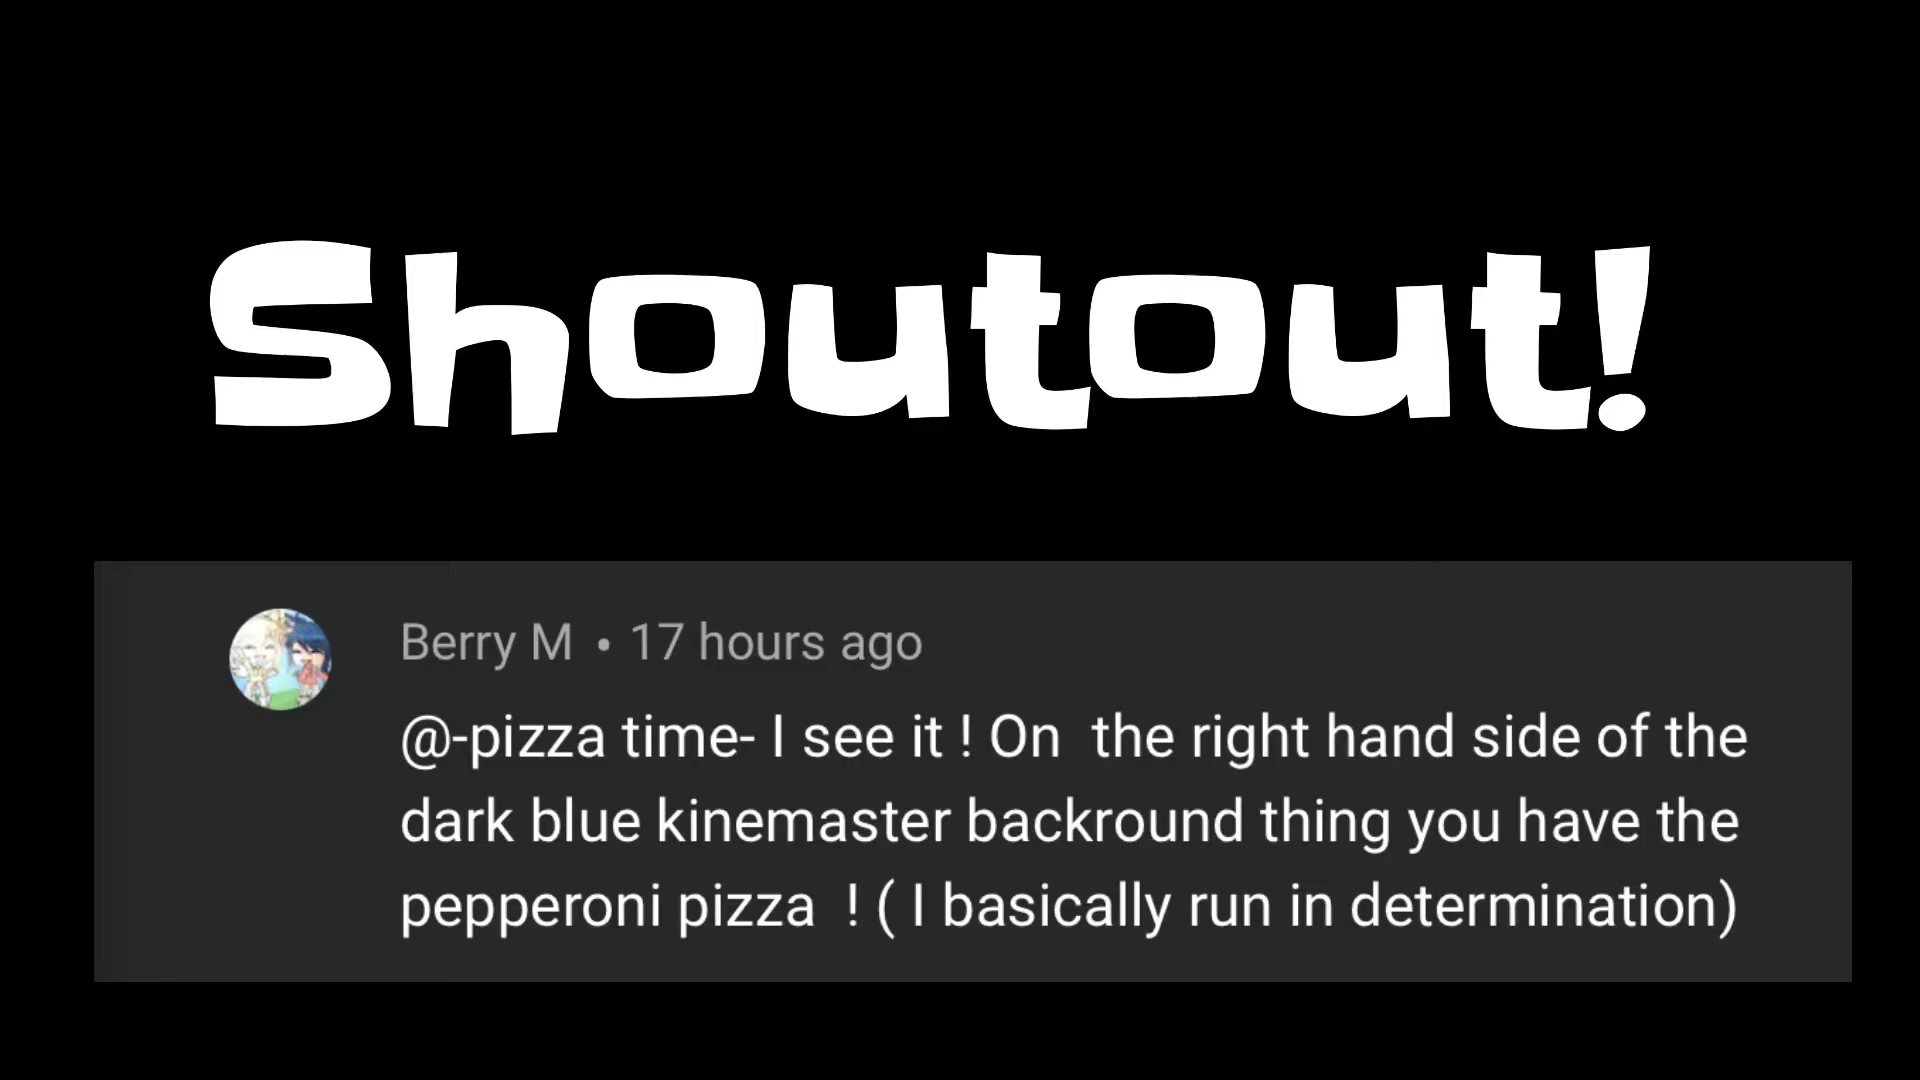 Shoutout!
Berry M • 17 hours ago
@-pizza time- I see it ! On  the right hand side of the
dark blue kinemaster backround thing you have the
pepperoni pizza  ! ( I basically run in determination)